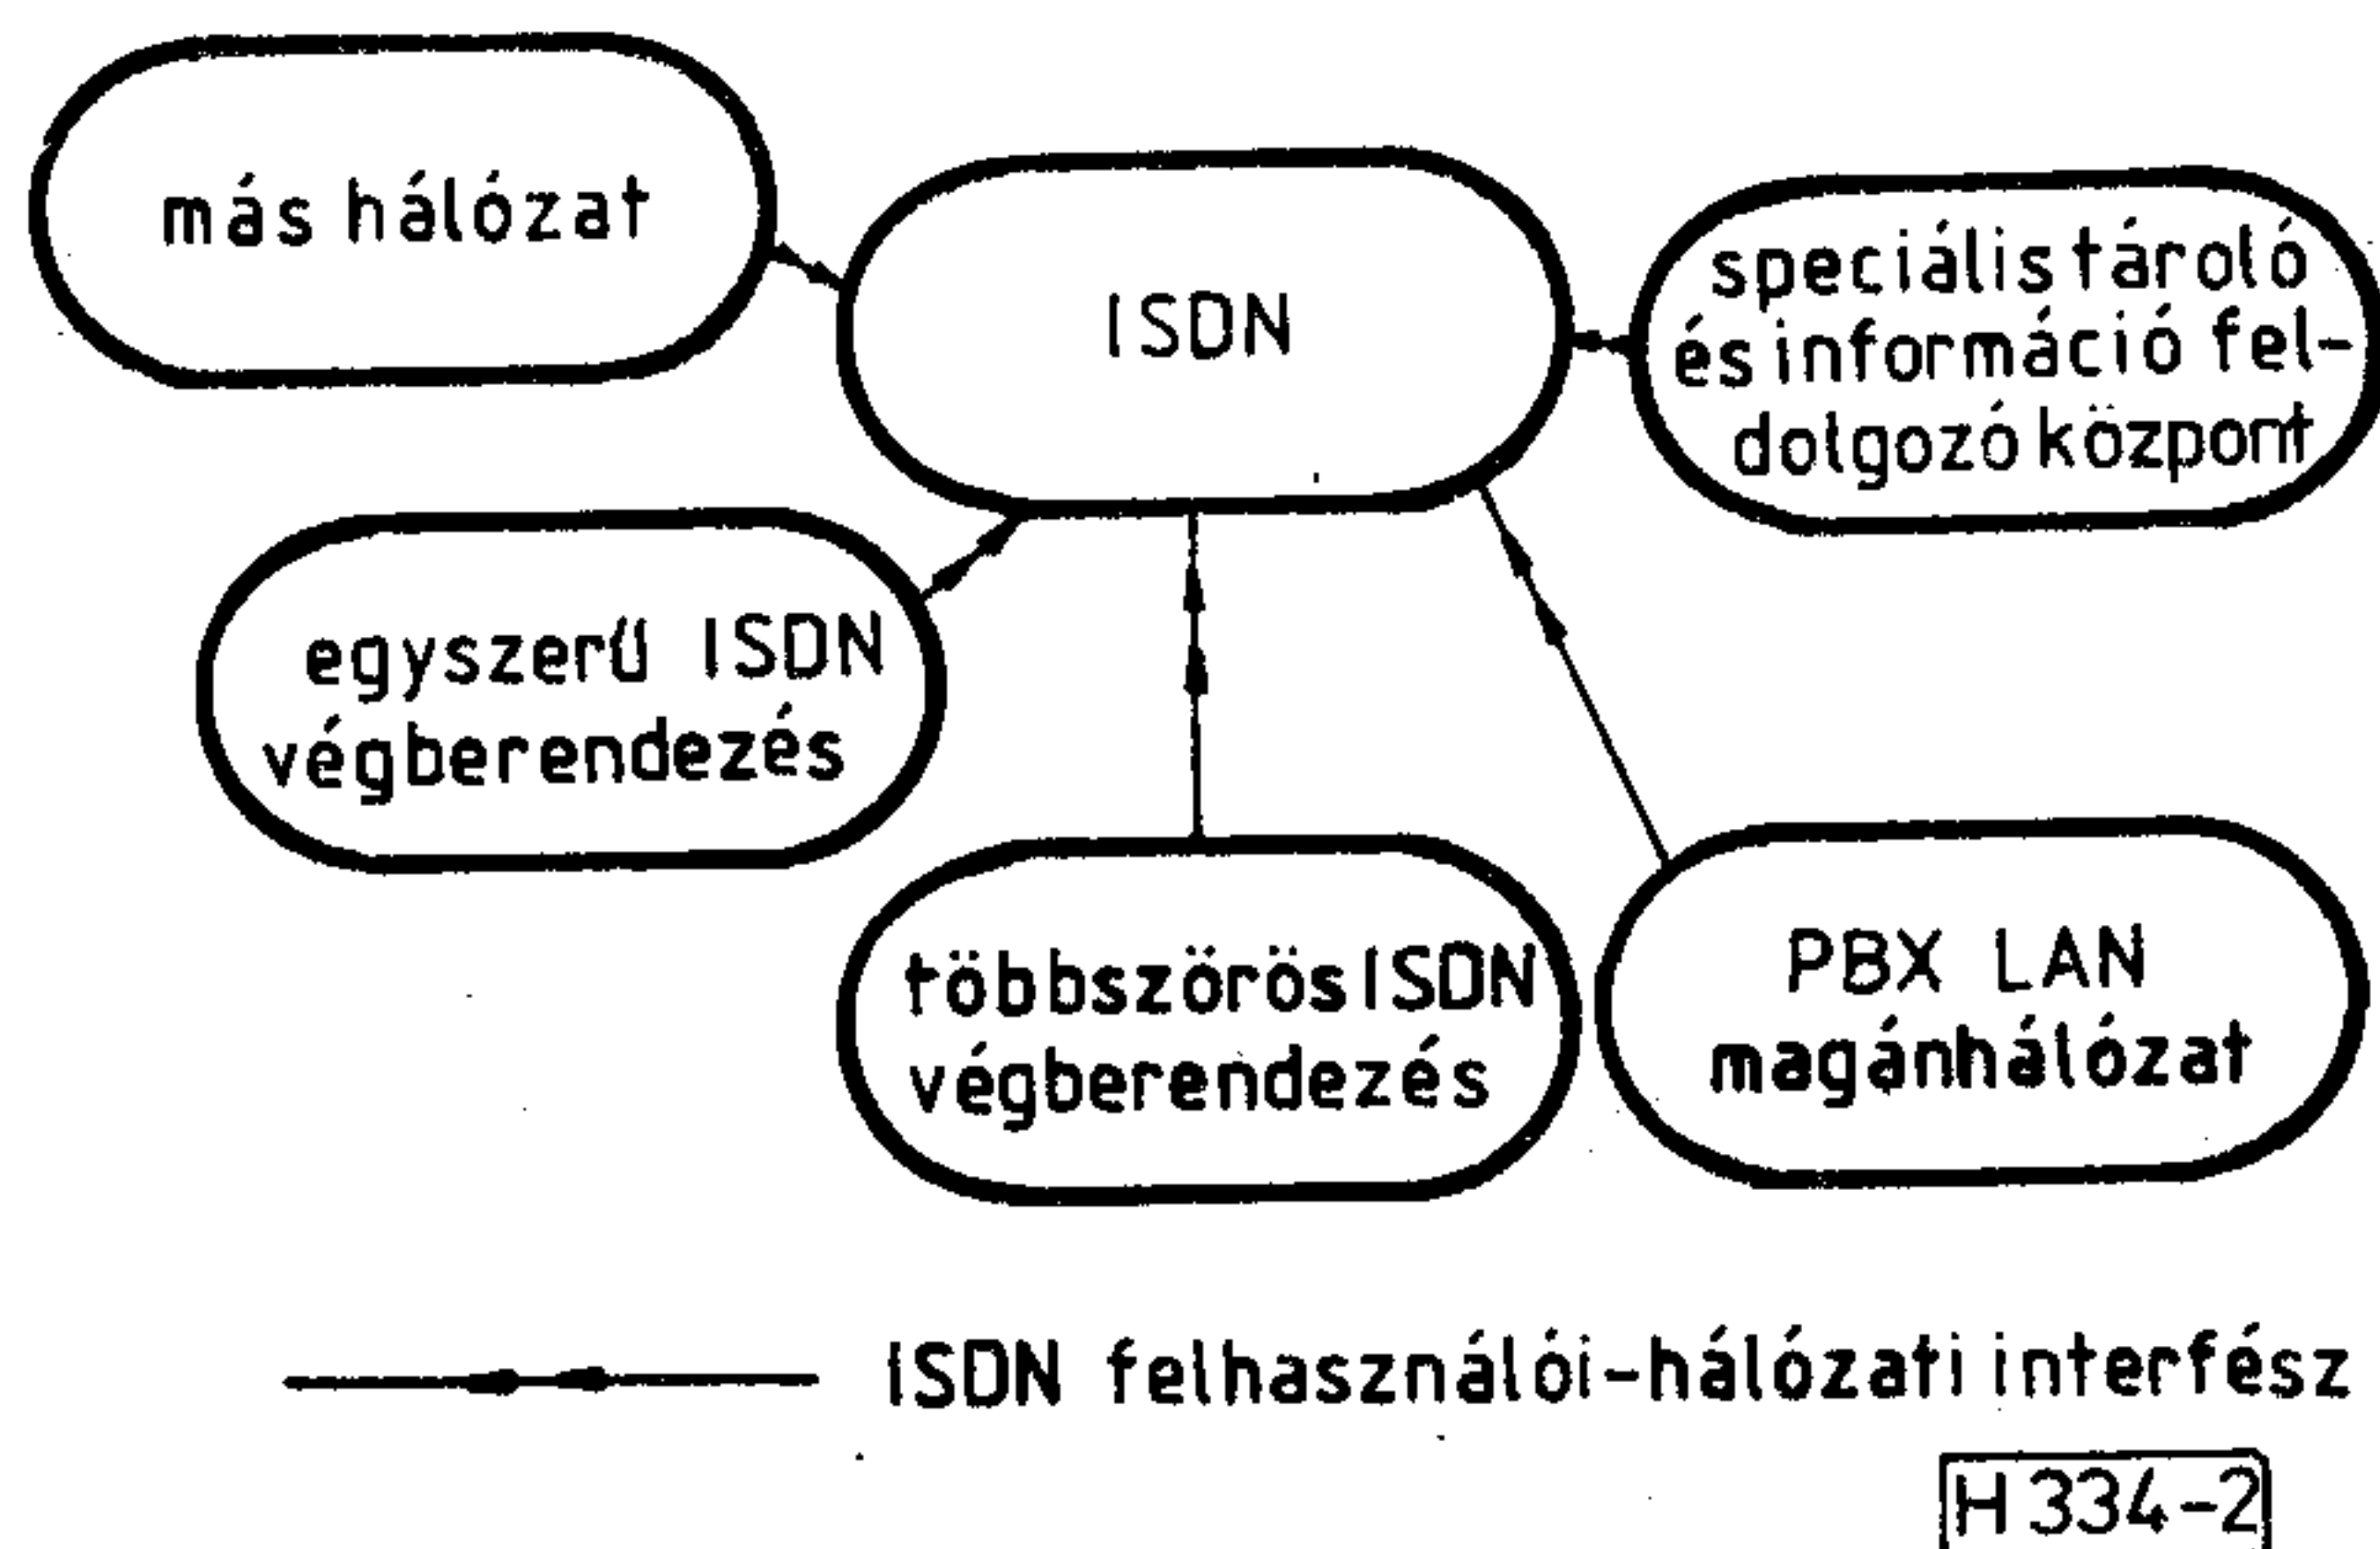 más hálózat
ISDN
speciális tároló
és információ fel-
dolgozó központ
egyszerű ISDN
végberendezés
többszörös ISDN
végberendezés
PBX LAN
magánhálózat
ISDN felhasználói-hálózati interfész
H 334-2